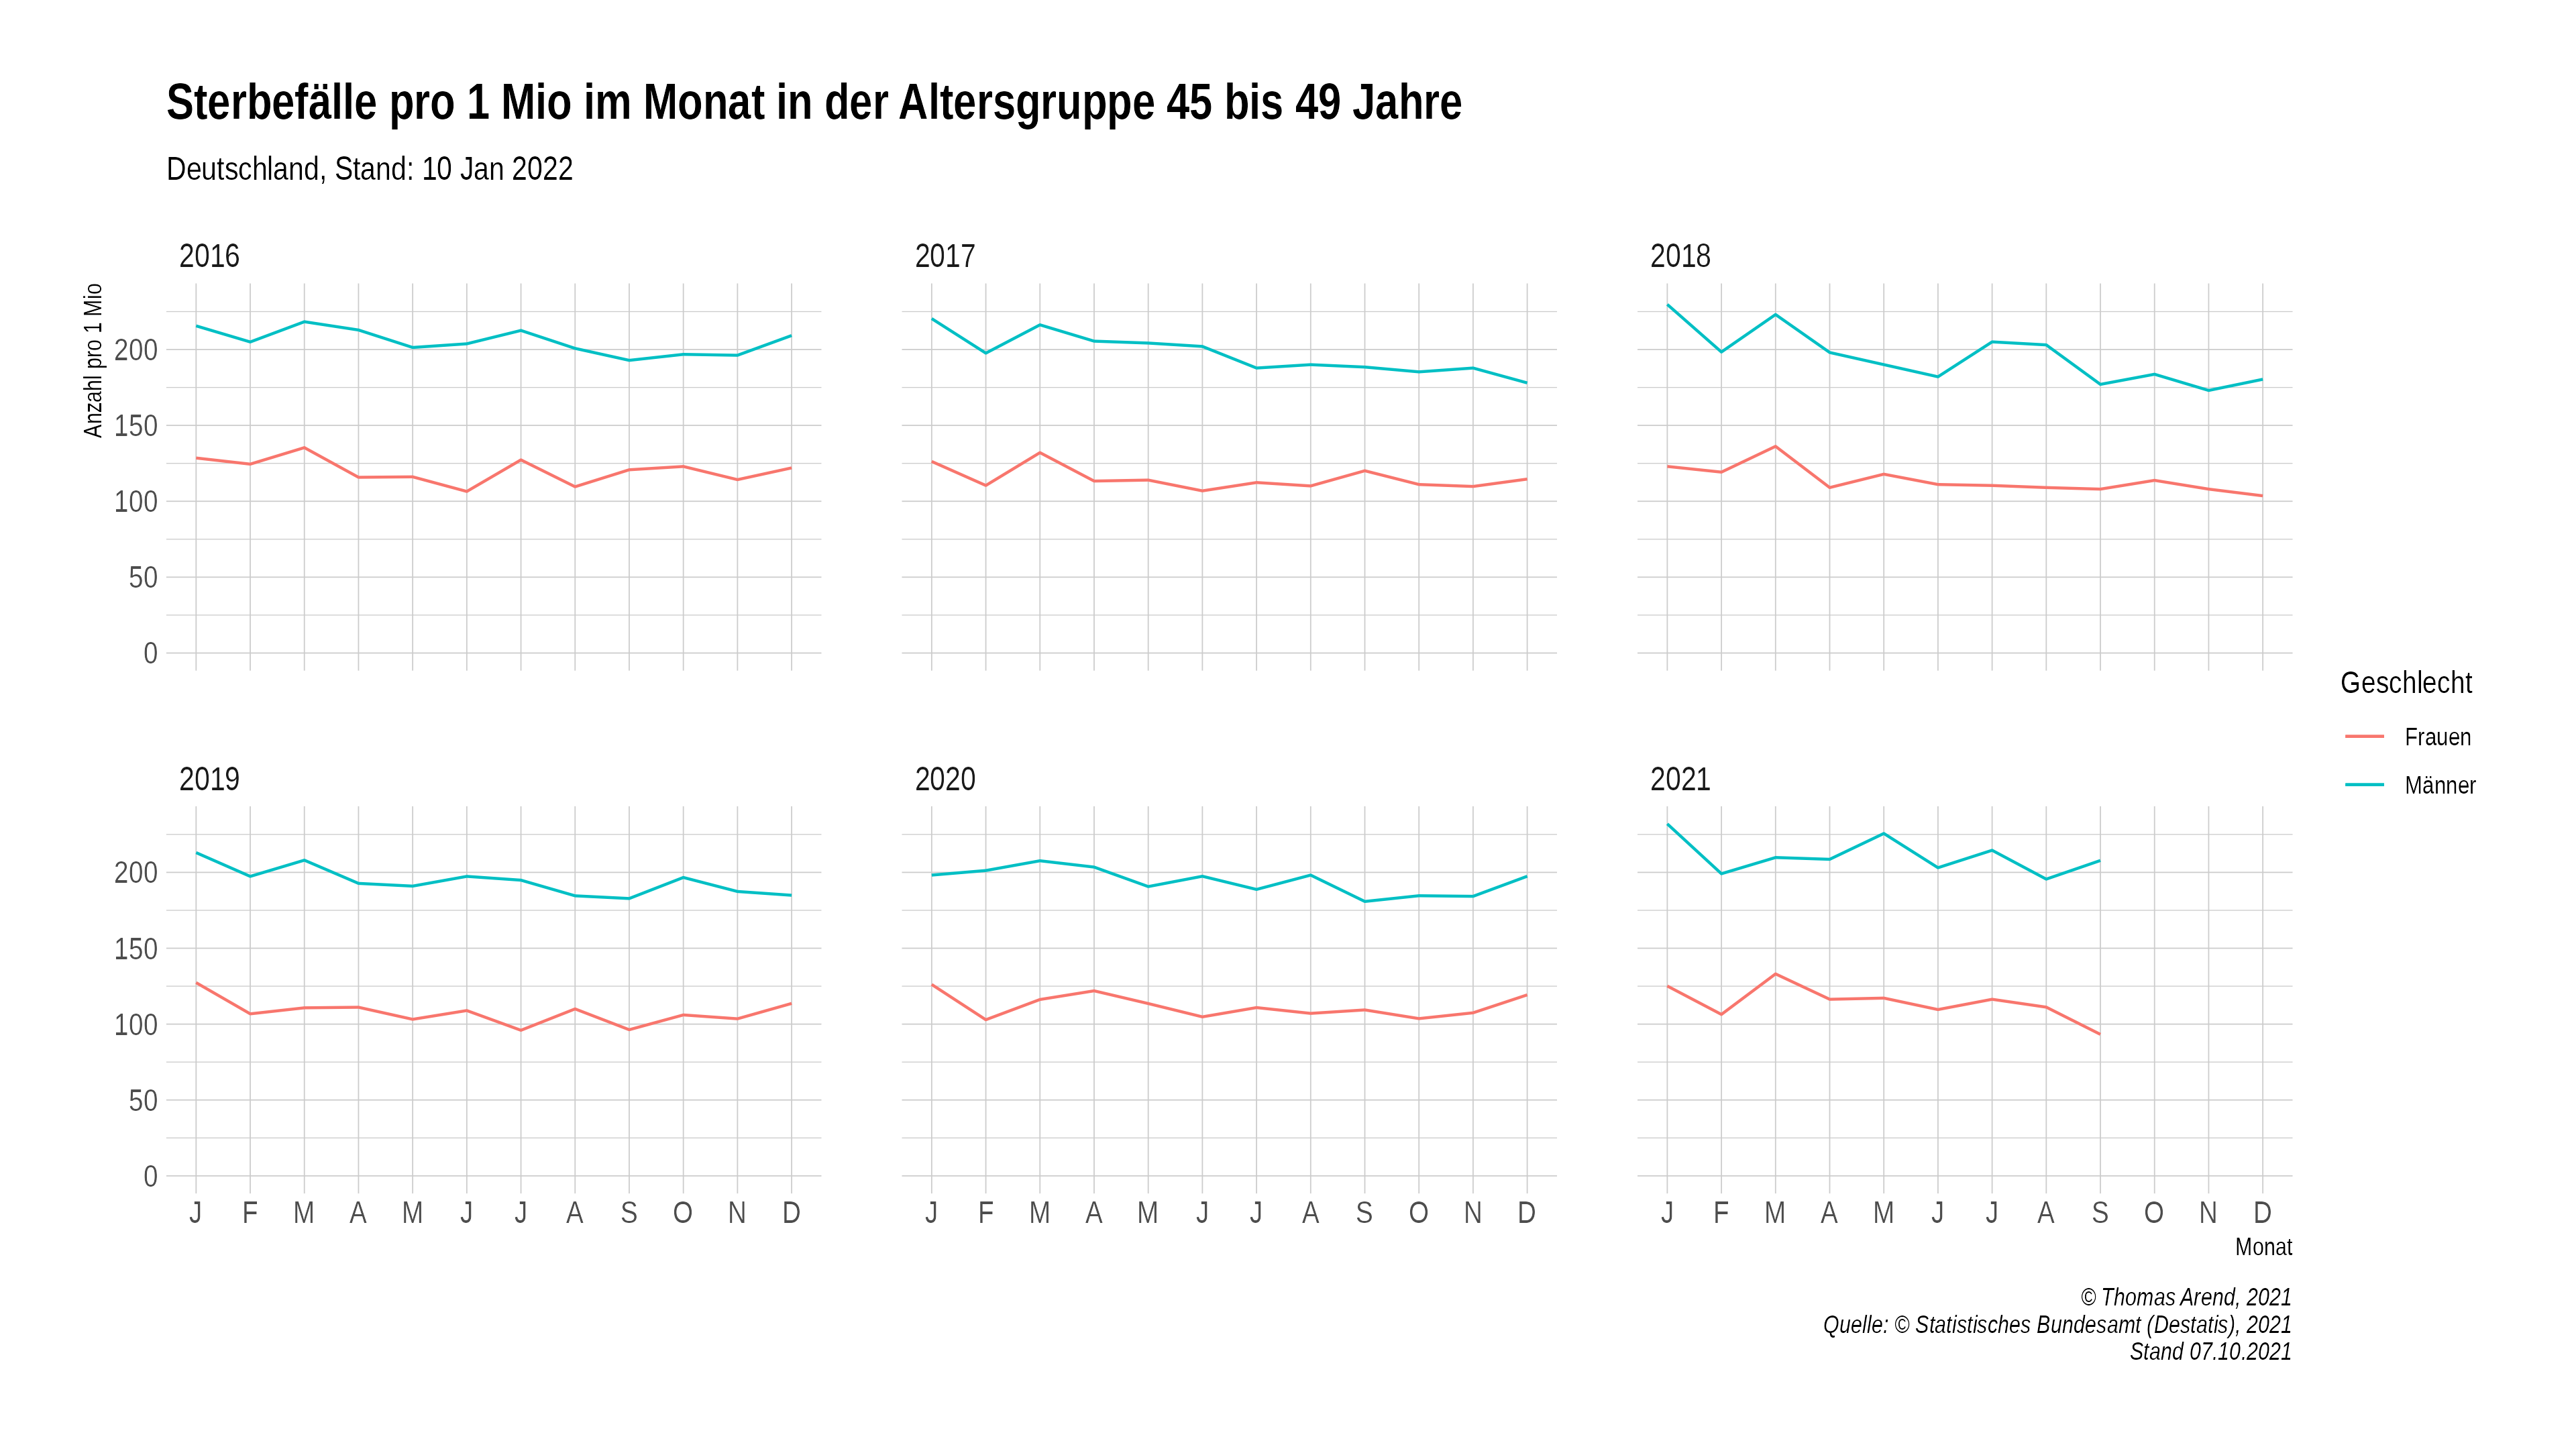 Sterbefälle pro 1 Mio im Monat in der Altersgruppe 45 bis 49 Jahre
Deutschland, Stand: 10 Jan 2022
2016
2017
2018
Anzahl pro 1 Mio
200
150
100
50
0
Geschlecht
Frauen
Männer
2019
2020
2021
200
150
100
50
0
J F M A M J J A S O N D
J F M A M J J A S O N D
J F M A M J J A S O N D
Monat
© Thomas Arend, 2021
Quelle: © Statistisches Bundesamt (Destatis), 2021
Stand 07.10.2021